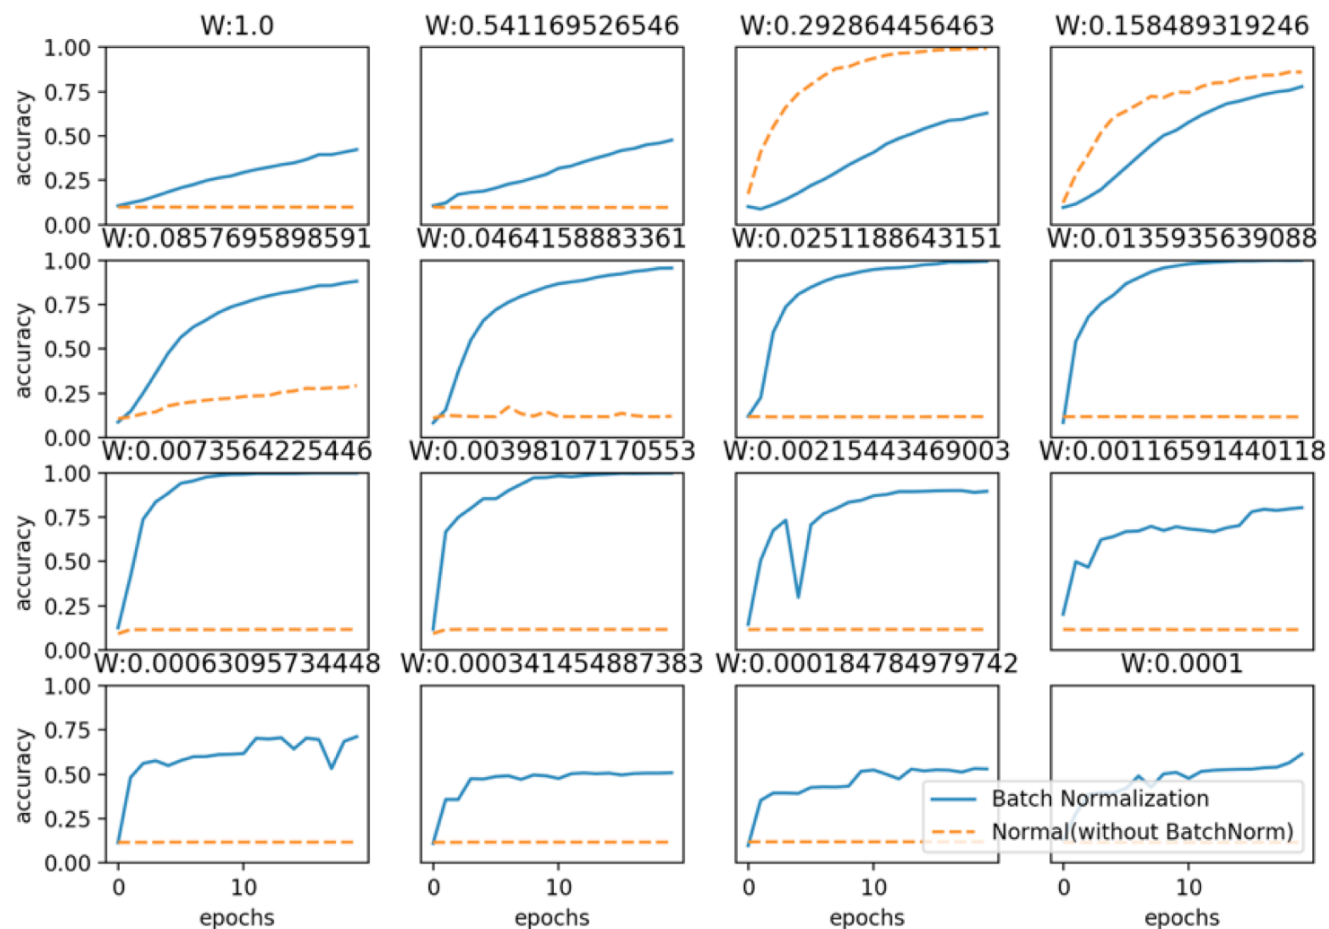 W:1.0 W:0.541169526546 W:0.292864456463 W:0.158489319246
1.00
0.75
0.50
0.25
0.00
accuracy
W:0.0857695898591 W:0.0464158883361 W:0.0251188643151 W:0.0135935639088
1.00
0.75
0.50
0.25
0.00
accuracy
W:0.00735642254459 W:0.00398107170553 W:0.00215443469003 W:0.00116591440118
1.00
0.75
0.50
0.25
0.00
accuracy
W:0.00063095734448 W:0.000341454887383 W:0.000184784979742 W:0.0001
1.00
0.75
0.50
0.25
0.00
accuracy
Batch Normalization
Normal(without BatchNorm)
0 10 0 10 0 10 0 10
epochs epochs epochs epochs